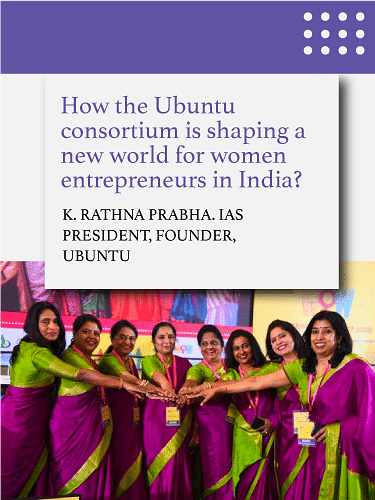 How the Ubuntu
consortium is shaping a
new world for women
entrepreneurs in India?
K. RATHNA PRABHA. IAS
PRESIDENT, FOUNDER,
UBUNTU